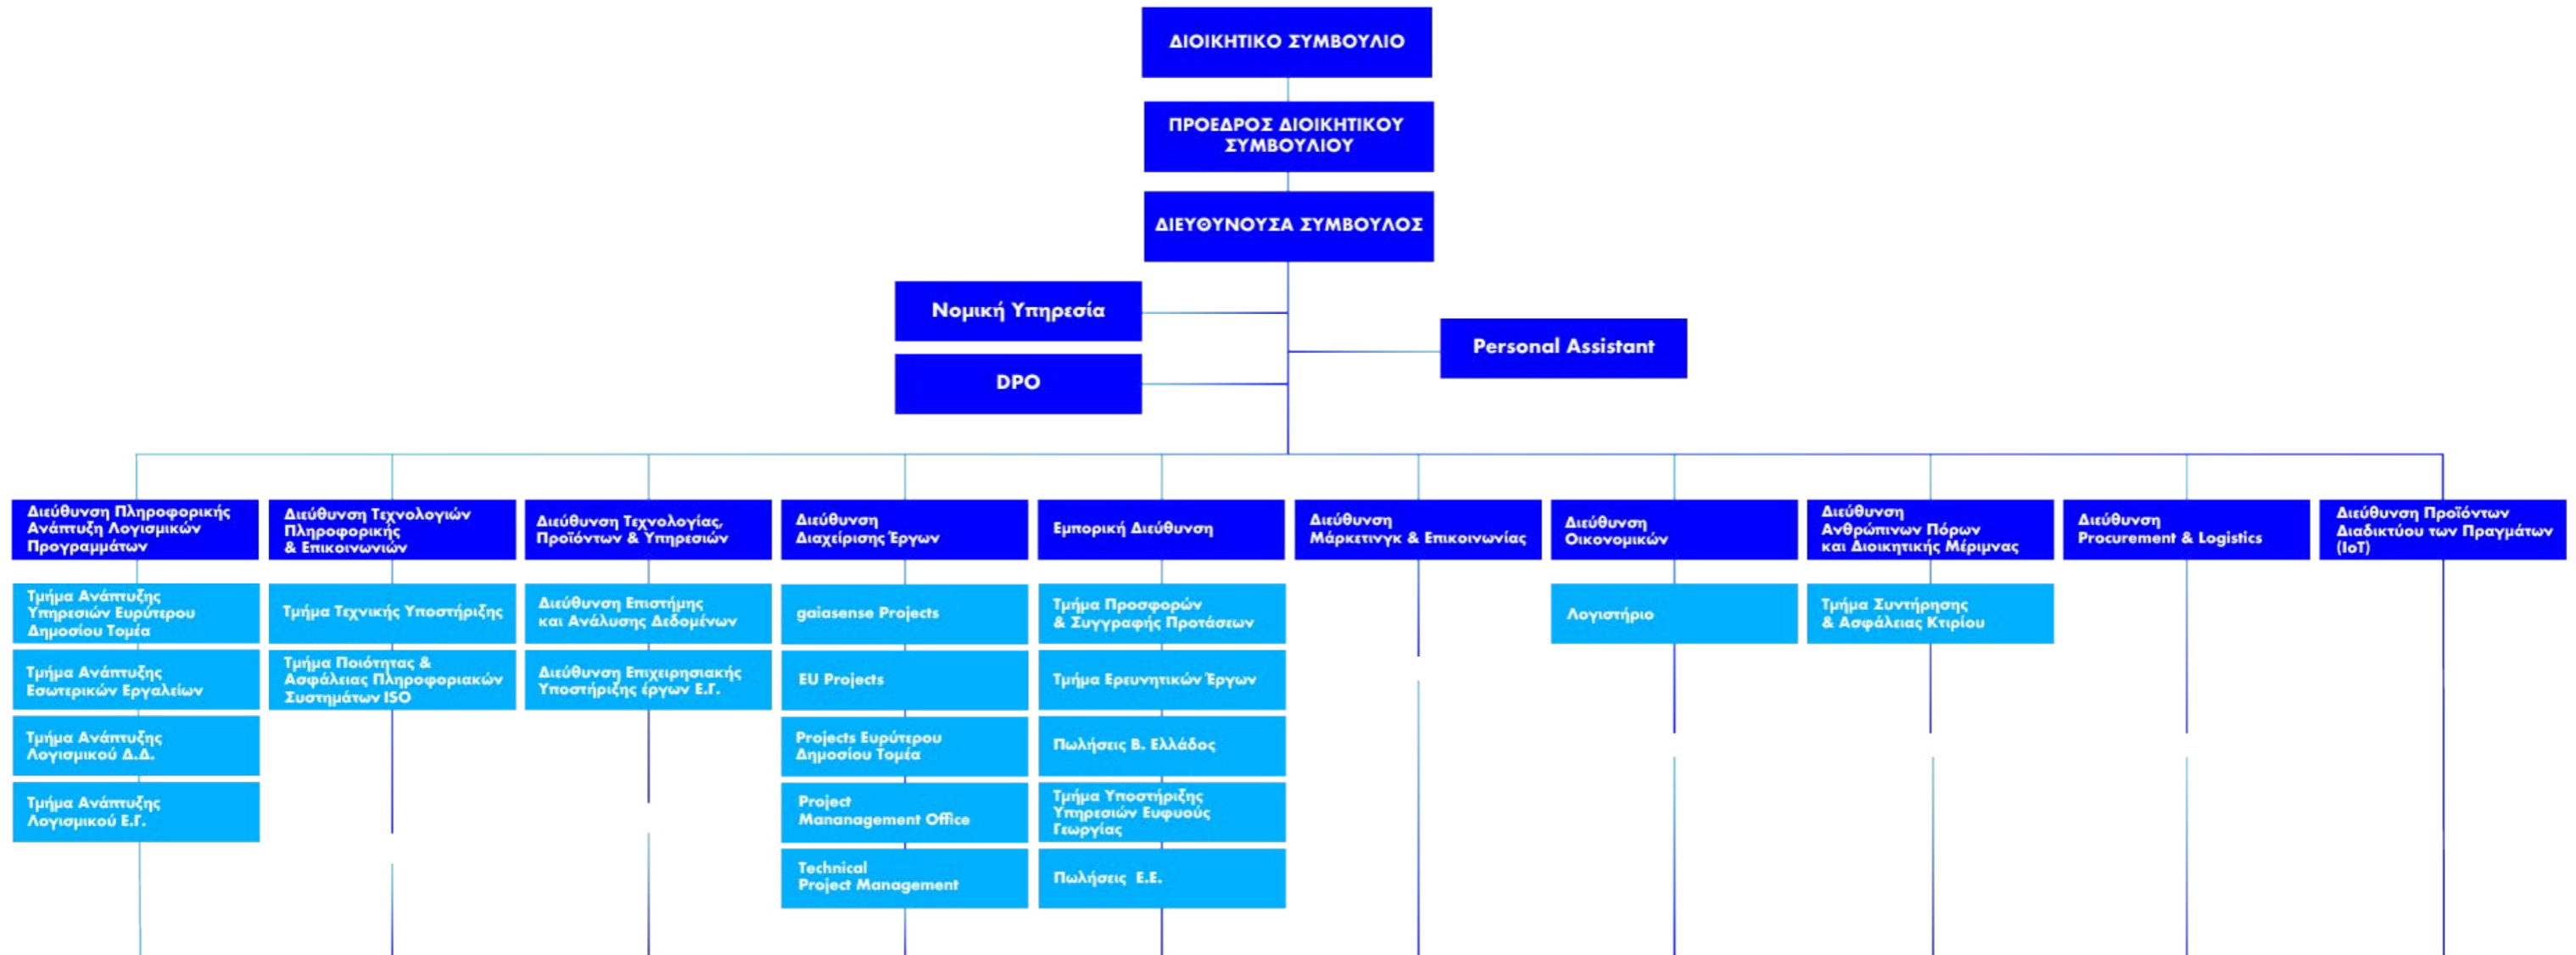 ΔΙΟΙΚΗΤΙΚΟ ΣΥΜΒΟΥΛΙΟ
ΠΡΟΕΔΡΟΣ ΔΙΟΙΚΗΤΙΚΟΥ
ΣΥΜΒΟΥΛΙΟΥ
ΔΙΕΥΘΥΝΟΥΣΑ ΣΥΜΒΟΥΛΟΣ
Νομική Υπηρεσία
Personal Assistant
DPO
Διεύθυνση Πληροφορικής
Ανάπτυξη Λογισμικών
Προγραμμάτων
Τμήμα Ανάπτυξης
Υπηρεσιών Ευρύτερου
Δημοσίου Τομέα
Τμήμα Ανάπτυξης
Εσωτερικών Εργαλείων
Τμήμα Ανάπτυξης
Λογισμικού Δ.Δ.
Τμήμα Ανάπτυξης
Λογισμικού Ε.Γ.
Διεύθυνση Τεχνολογιών
Πληροφορικής
& Επικοινωνιών
Τμήμα Τεχνικής Υποστήριξης
Τμήμα Ποιότητας &
Ασφάλειας Πληροφοριακών
Συστημάτων ISO
Διεύθυνση Τεχνολογίας,
Προϊόντων & Υπηρεσιών
Διεύθυνση Επιστήμης
και Ανάλυσης Δεδομένων
Διεύθυνση Επιχειρησιακής
Υποστήριξης έργων Ε.Γ.
Διεύθυνση
Διαχείρισης Έργων
gaiasense Projects
EU Projects
Projects Ευρύτερου
Δημοσίου Τομέα
Project
Mananagement Office
Technical
Project Management
Εμπορική Διεύθυνση
Τμήμα Προσφορών
& Συγγραφής Προτάσεων
Τμήμα Ερευνητικών Έργων
Πωλήσεις Β. Ελλάδος
Τμήμα Υποστήριξης
Υπηρεσιών Ευφυούς
Γεωργίας
Πωλήσεις Ε.Ε.
Διεύθυνση
Μάρκετινγκ & Επικοινωνίας
Διεύθυνση
Οικονομικών
Λογιστήριο
Διεύθυνση
Ανθρώπινων Πόρων
και Διοικητικής Μέριμνας
Τμήμα Συντήρησης
& Ασφάλειας Κτιρίου
Διεύθυνση
Procurement & Logistics
Διεύθυνση Προϊόντων
Διαδικτύου των Πραγμάτων
(IoT)